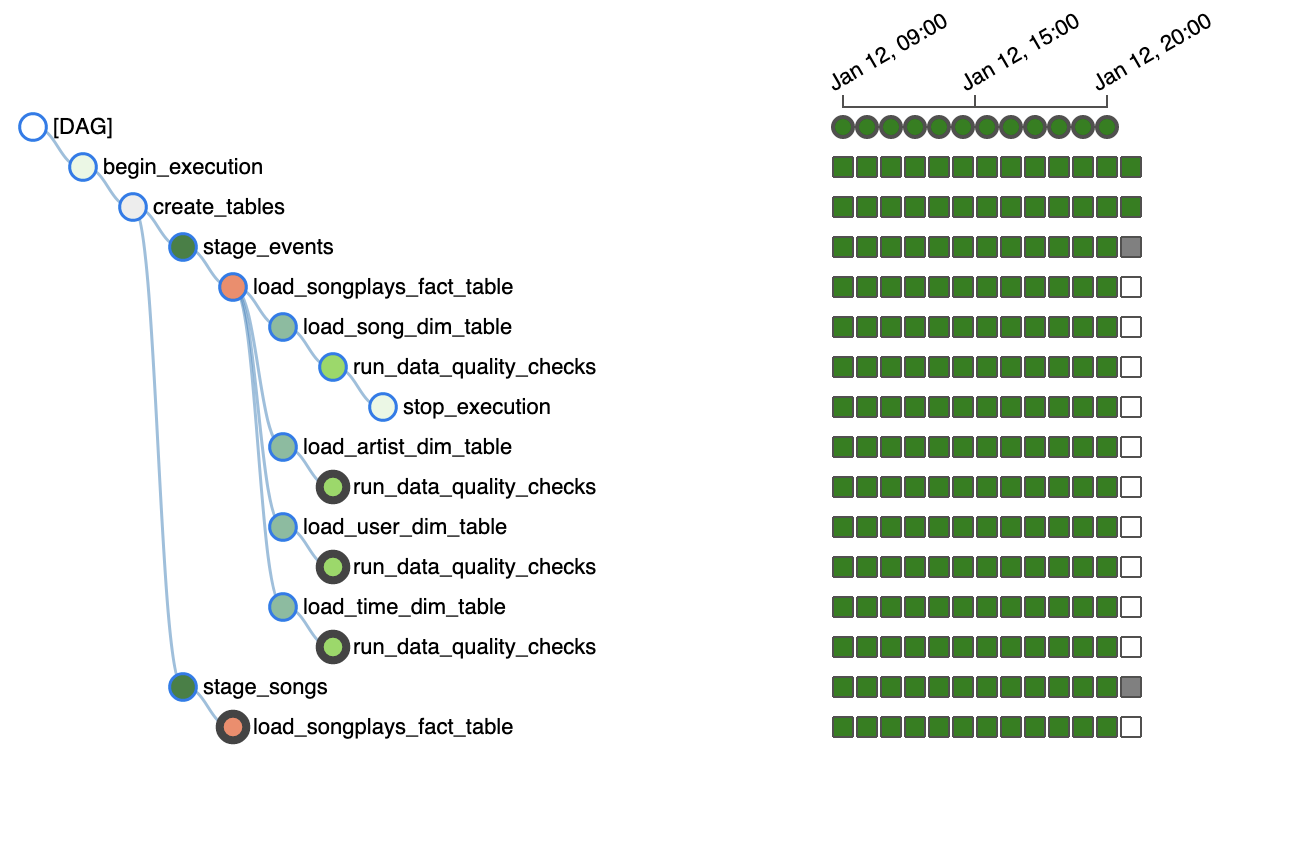 Jan 12, 09:00
Jan 12, 15:00
Jan 12, 20:00
[DAG]
begin_execution
create_tables
stage_events
load_songplays_fact_table
load_song_dim_table
run_data_quality_checks
stop_execution
load_artist_dim_table
run_data_quality_checks
load_user_dim_table
run_data_quality_checks
load_time_dim_table
run_data_quality_checks
stage_songs
load_songplays_fact_table